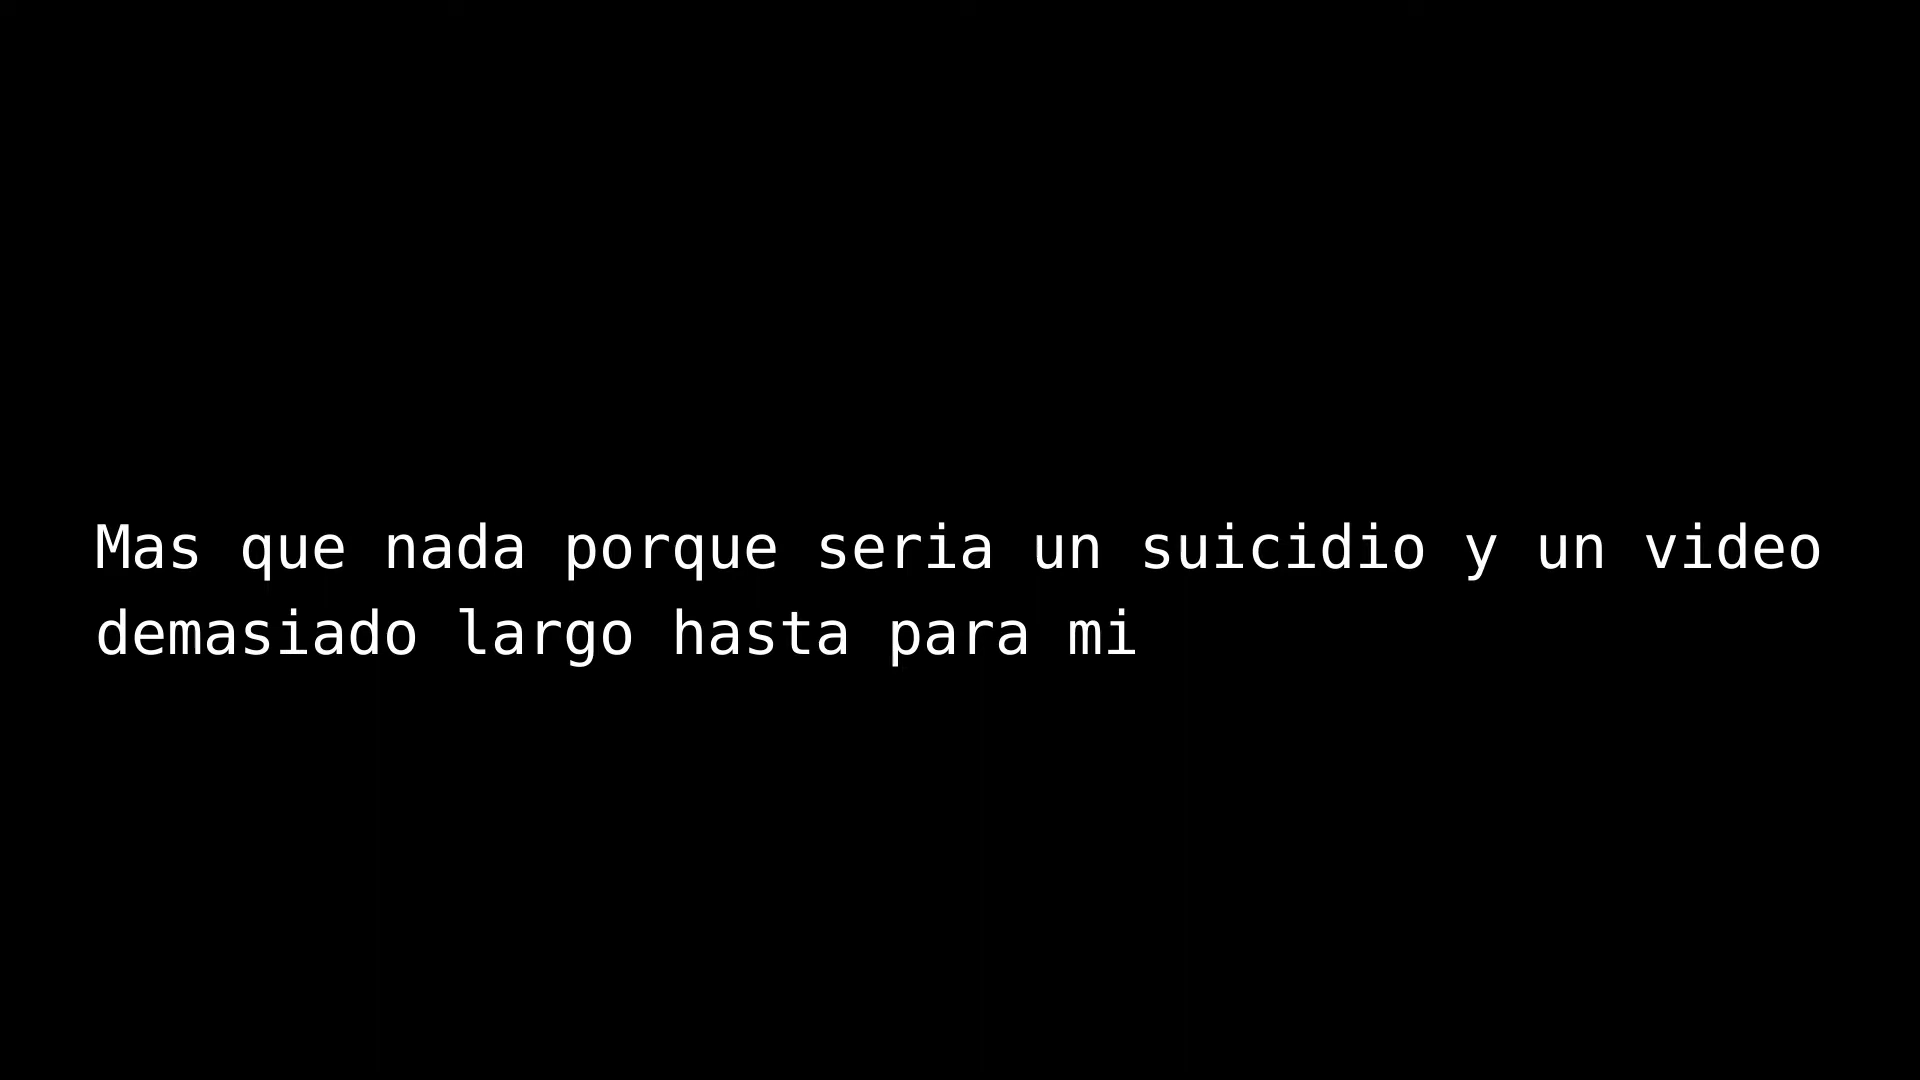 Mas que nada porque seria un suicidio y un video
demasiado largo hasta para mi